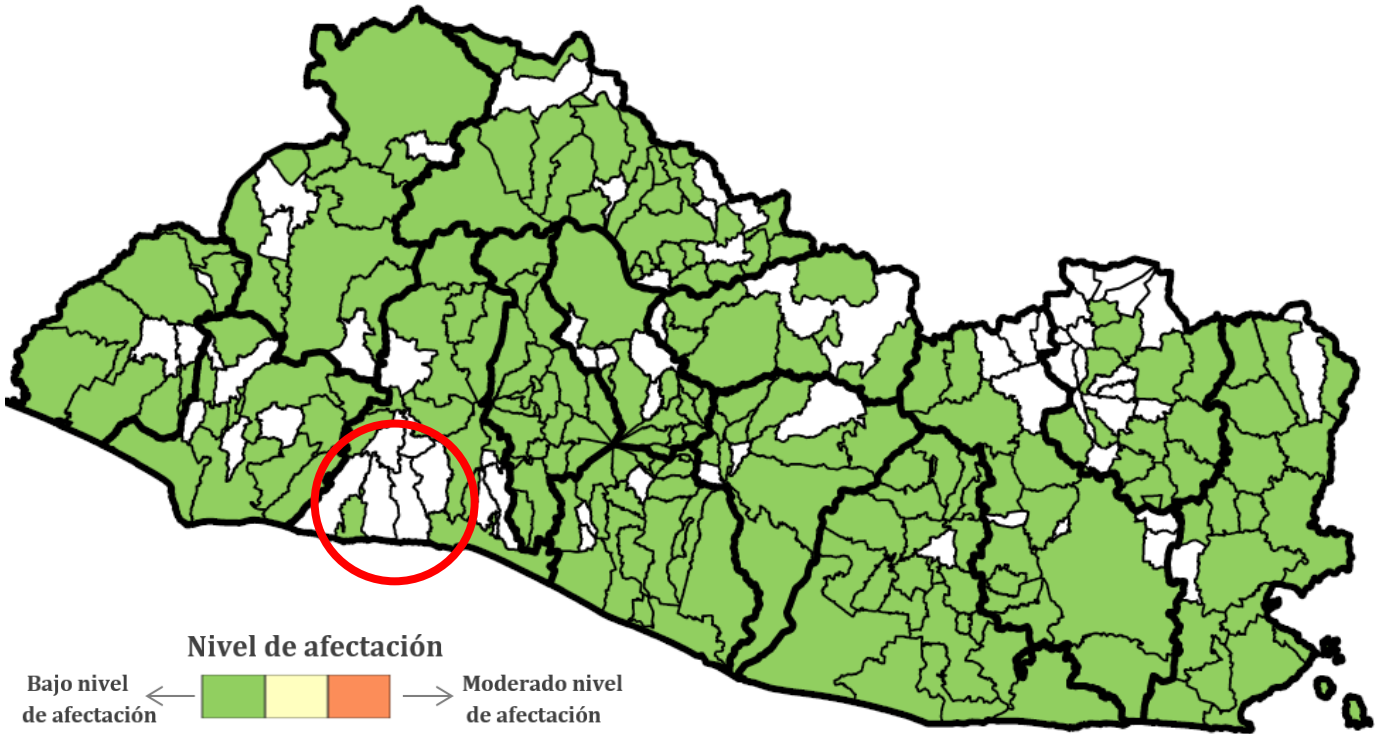 Nivel de afectación
Bajo nivel
de afectación
Moderado nivel
de afectación